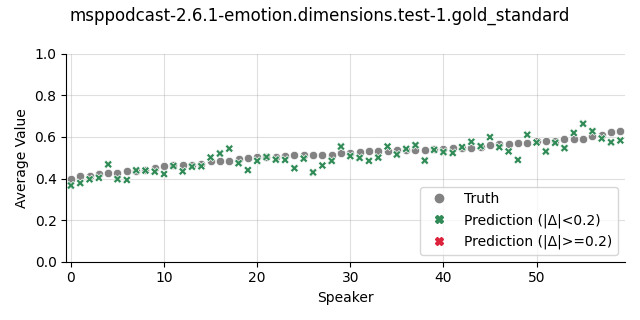 msppodcast-2.6.1-emotion.dimensions.test-1.gold_standard
1.0
0.8
0.6
0.4
0.2
0.0
Average Value
Truth
Prediction (|Δ|<0.2)
Prediction (|Δ|>=0.2)
0 10 20 30 40 50
Speaker